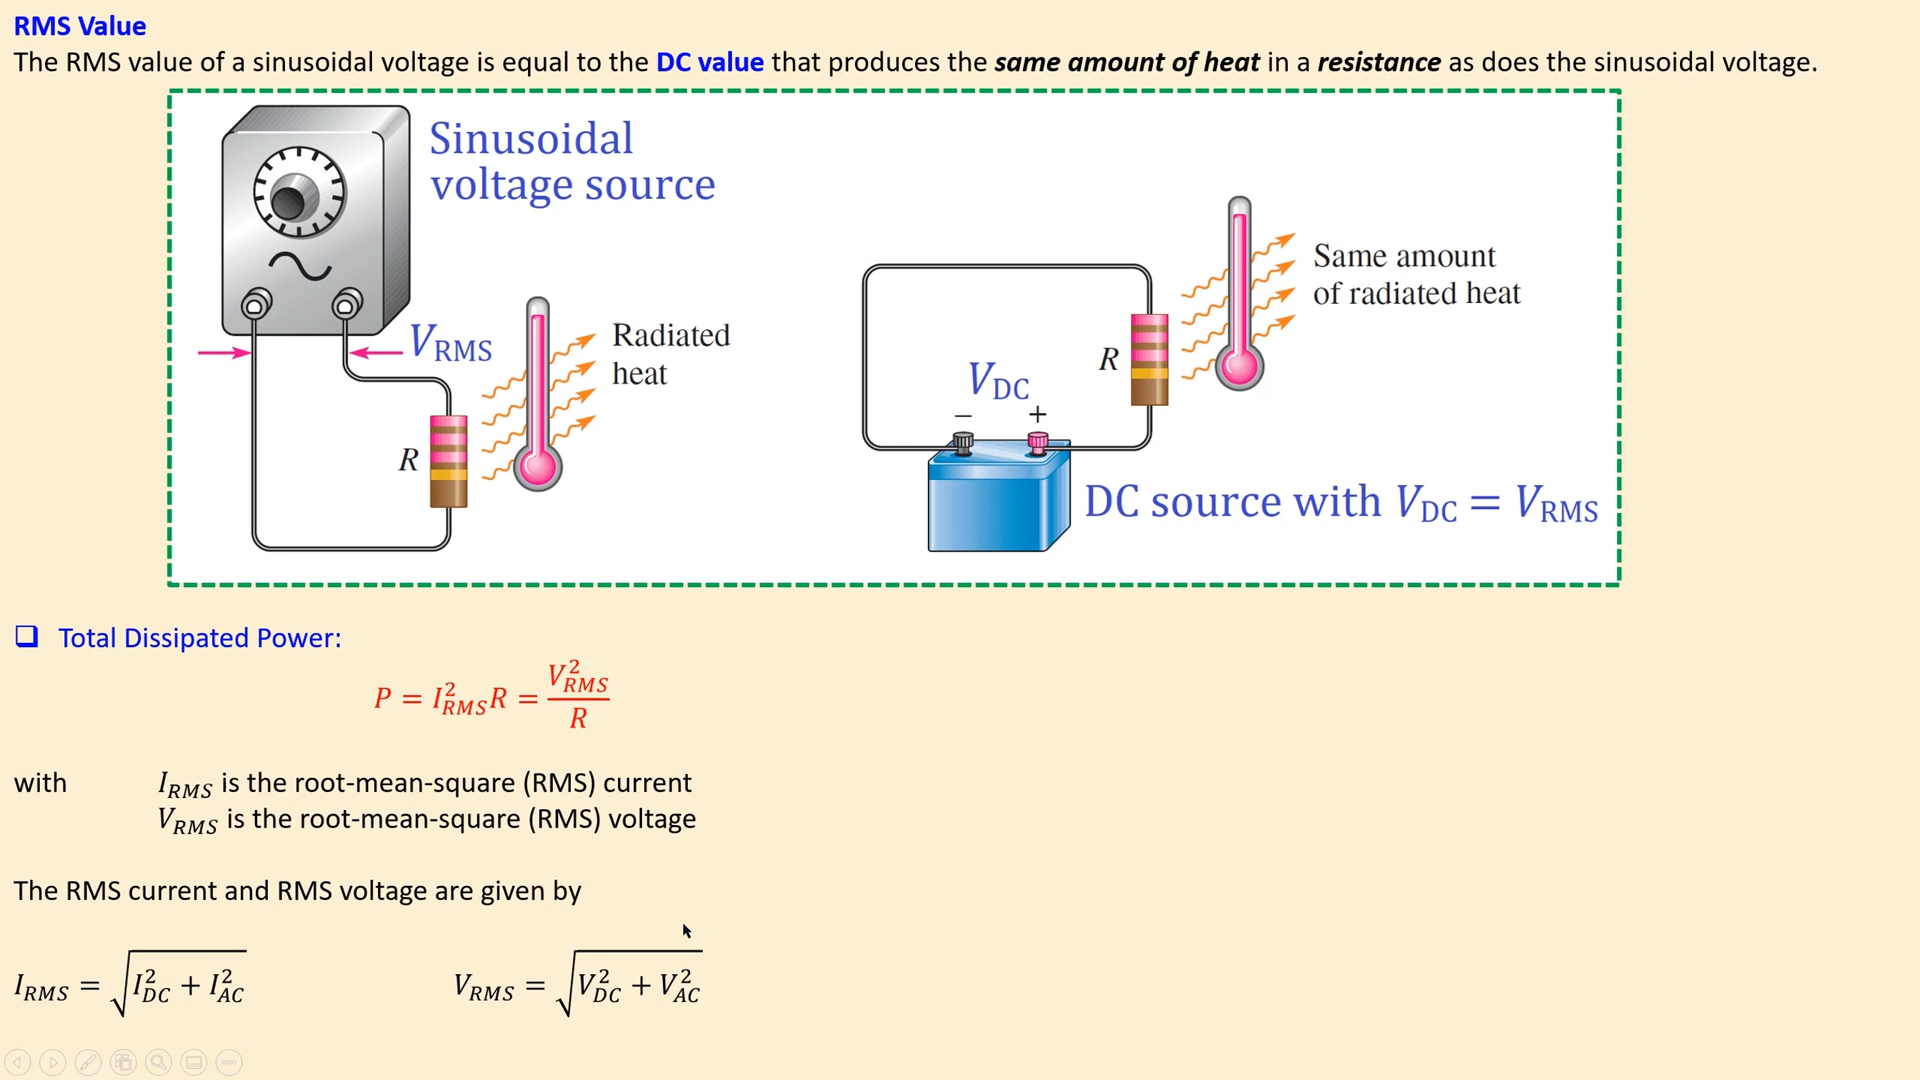 RMS Value
The RMS value of a sinusoidal voltage is equal to the DC value that produces the same amount of heat in a resistance as does the sinusoidal voltage.
Sinusoidal
voltage source
V_RMS
Radiated
heat
R
Same amount
of radiated heat
R
V_DC
− +
DC source with V_DC = V_RMS
❑ Total Dissipated Power:
P = I²_RMS R = V²_RMS / R
with I_RMS is the root-mean-square (RMS) current
V_RMS is the root-mean-square (RMS) voltage
The RMS current and RMS voltage are given by
I_RMS = √(I²_DC + I²_AC) V_RMS = √(V²_DC + V²_AC)